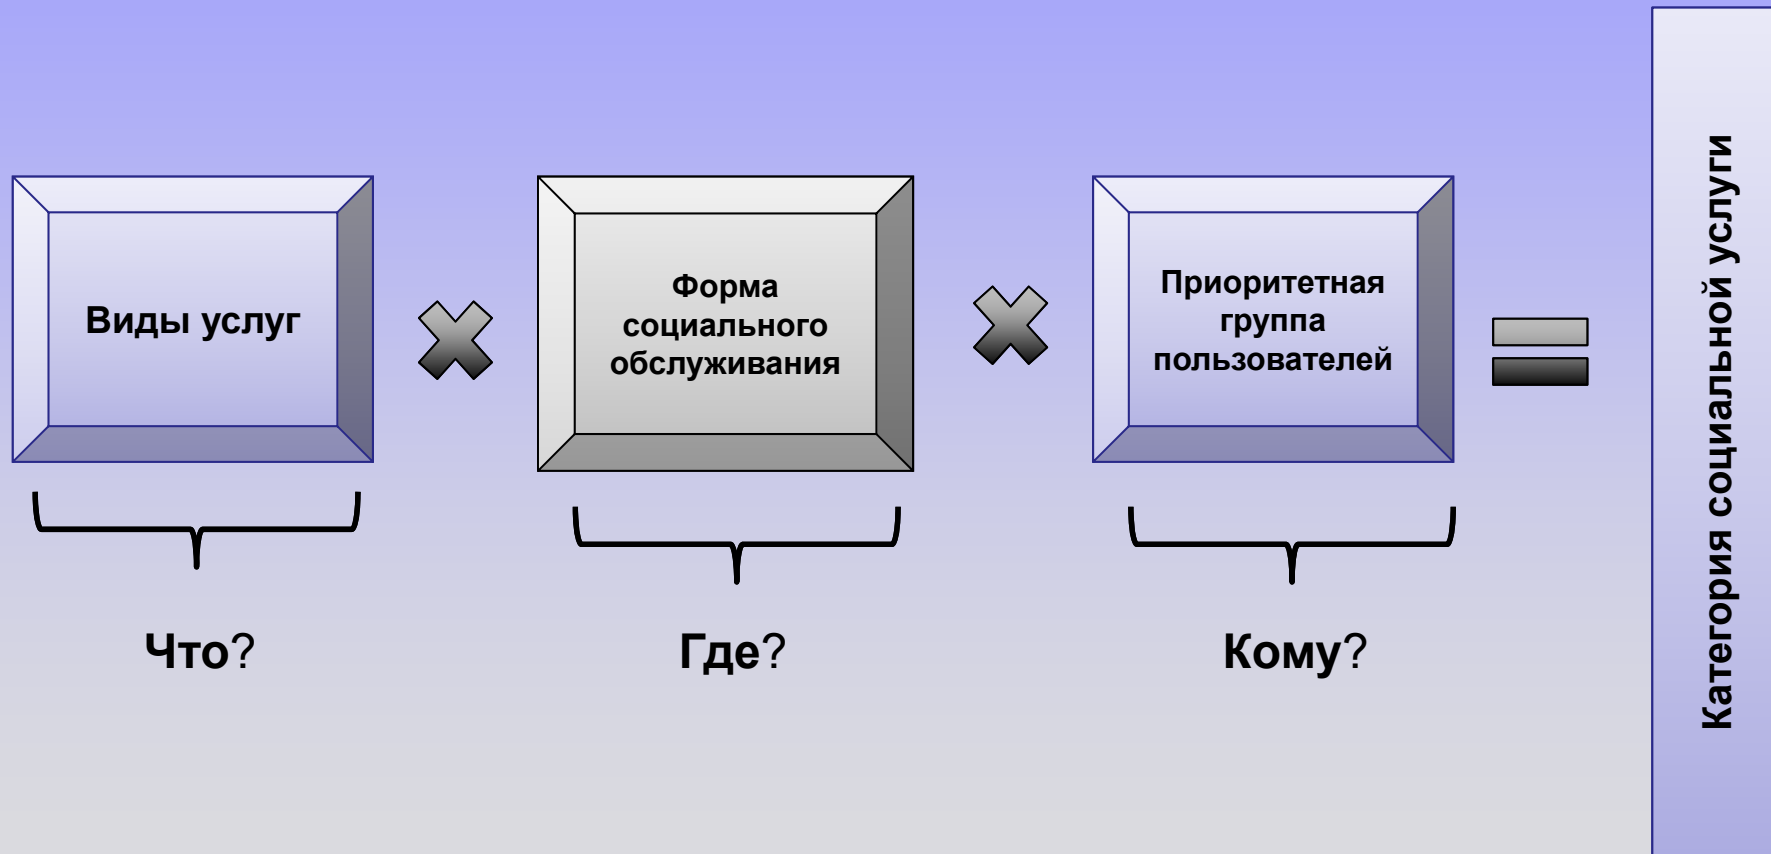 Виды услуг
Форма
социального
обслуживания
Приоритетная
группа
пользователей
Что?
Где?
Кому?
Категория социальной услуги